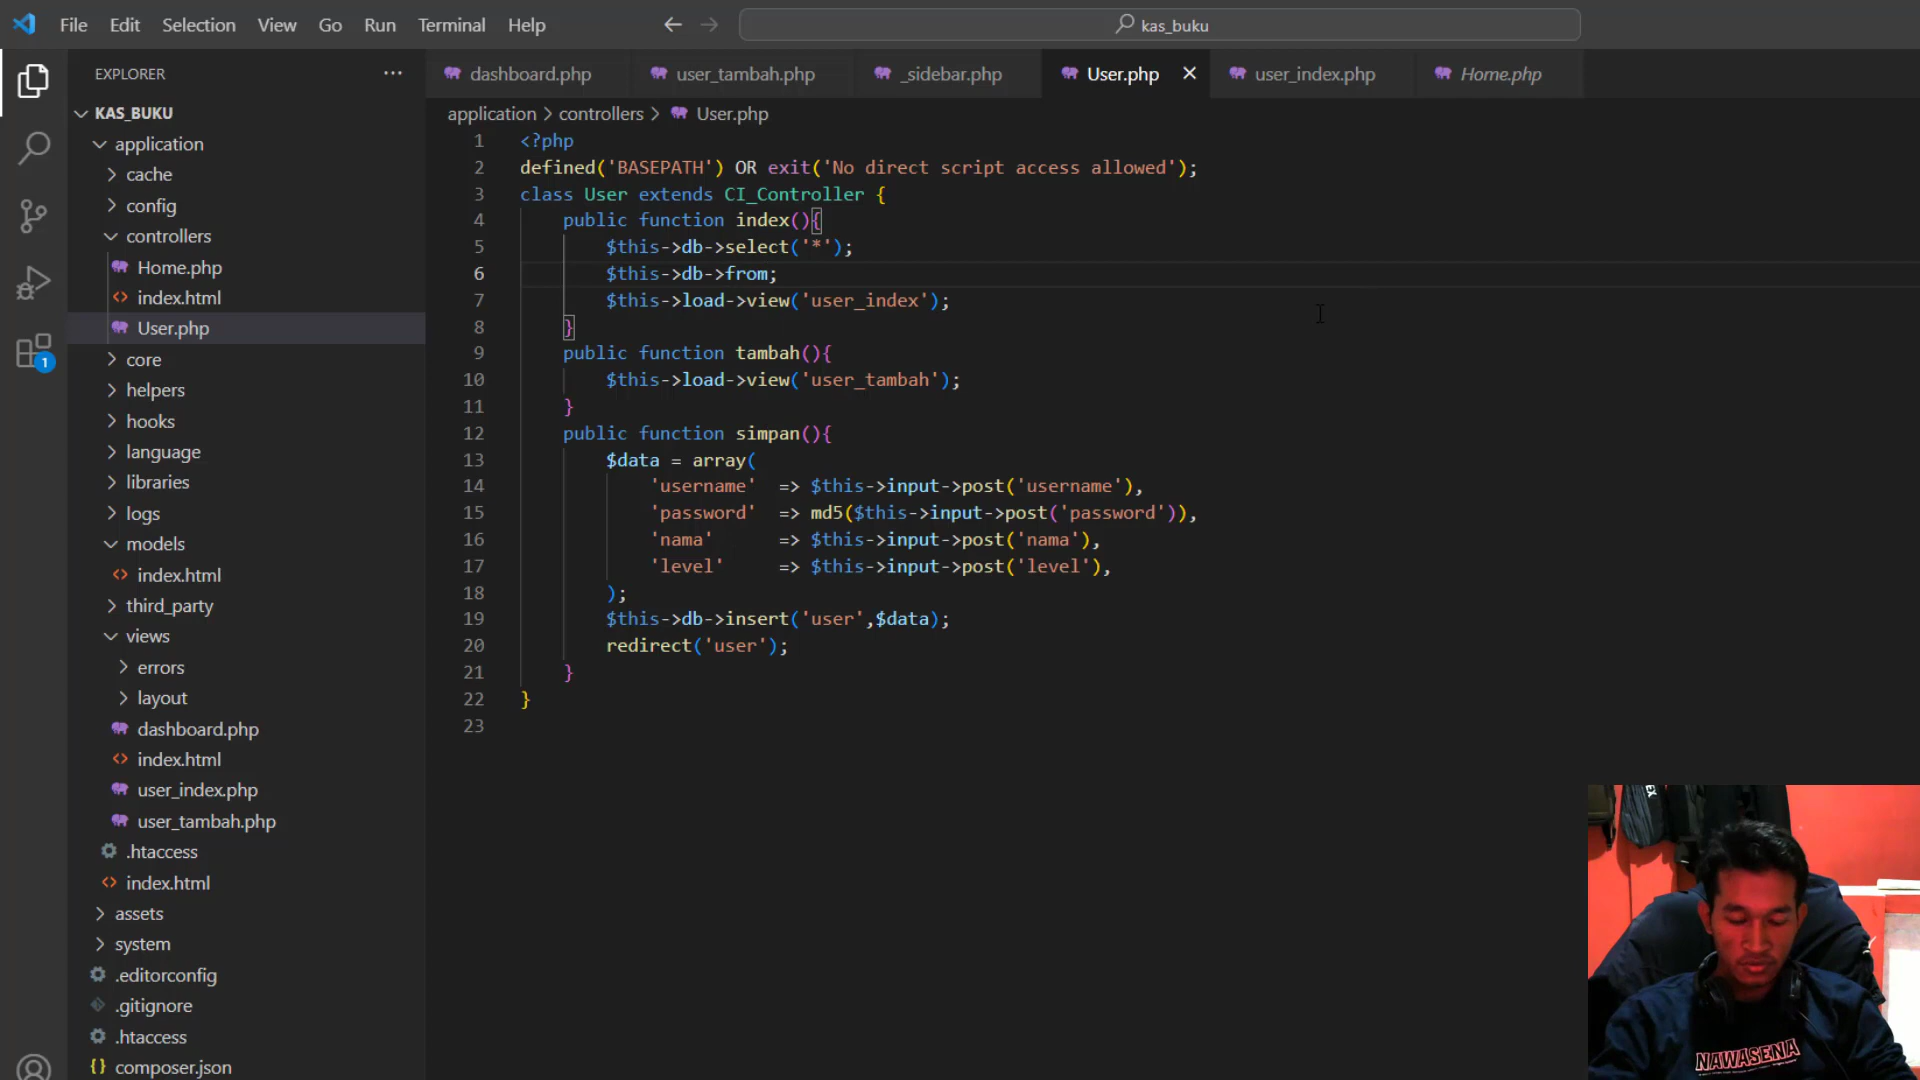 File Edit Selection View Go Run Terminal Help
kas_buku
EXPLORER
KAS_BUKU
application
cache
config
controllers
Home.php
index.html
User.php
core
helpers
hooks
language
libraries
logs
models
index.html
third_party
views
errors
layout
dashboard.php
index.html
user_index.php
user_tambah.php
.htaccess
index.html
assets
system
.editorconfig
.gitignore
.htaccess
composer.json
1
dashboard.php user_tambah.php _sidebar.php User.php user_index.php Home.php
application > controllers > User.php
1 <?php
2 defined('BASEPATH') OR exit('No direct script access allowed');
3 class User extends CI_Controller {
4 public function index(){
5 $this->db->select('*');
6 $this->db->from;
7 $this->load->view('user_index');
8 }
9 public function tambah(){
10 $this->load->view('user_tambah');
11 }
12 public function simpan(){
13 $data = array(
14 'username' => $this->input->post('username'),
15 'password' => md5($this->input->post('password')),
16 'nama' => $this->input->post('nama'),
17 'level' => $this->input->post('level'),
18 );
19 $this->db->insert('user',$data);
20 redirect('user');
21 }
22 }
23
NAWASENA